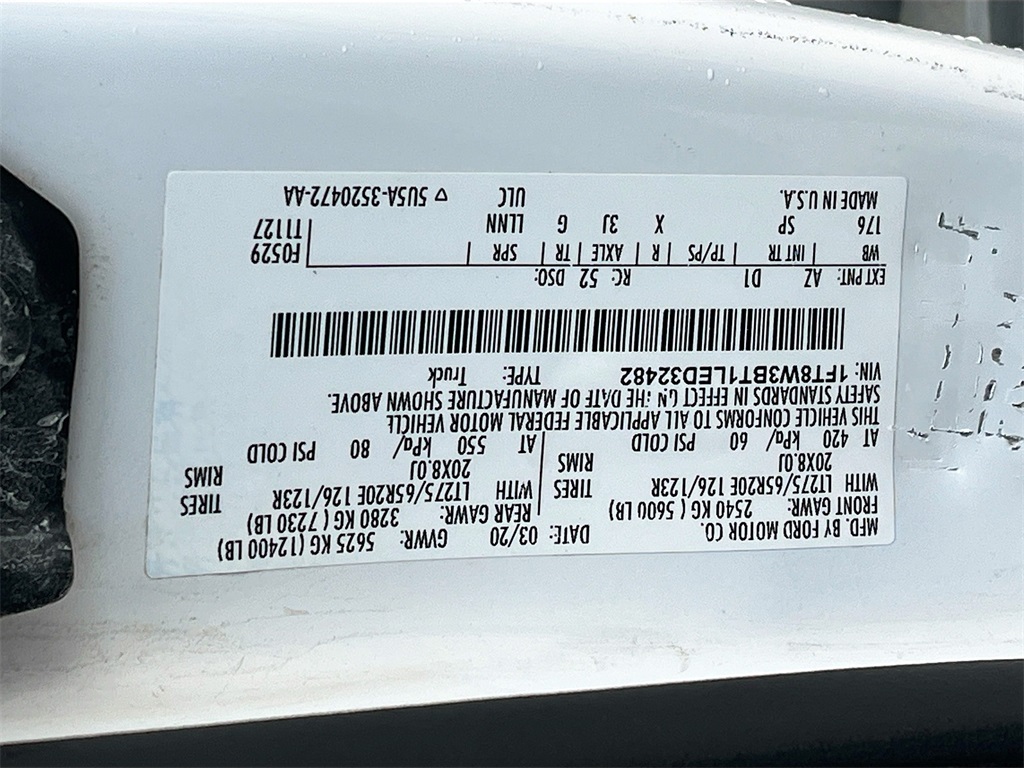 MFD. BY FORD MOTOR CO.
DATE: 03/20 GVWR: 5625 KG (12400 LB)
FRONT GAWR: 2540 KG (5600 LB) REAR GAWR: 3280 KG (7230 LB)
WITH LT275/65R20E 126/123R TIRES WITH LT275/65R20E 126/123R TIRES
20X8.0J RIMS 20X8.0J RIMS
AT 420 kPa/ 60 PSI COLD AT 550 kPa/ 80 PSI COLD
THIS VEHICLE CONFORMS TO ALL APPLICABLE FEDERAL MOTOR VEHICLE
SAFETY STANDARDS IN EFFECT ON THE DATE OF MANUFACTURE SHOWN ABOVE.
VIN: 1FT8W3BT1LED32482 TYPE: Truck
EXT PNT: AZ D1 RC: 52 DSO:
WB | INT TR | TP/PS | R | AXLE | TR | SPR | F0529
176 SP X 3J G LLNN T1127
MADE IN U.S.A. ULC ▽ 5U5A-3520472-AA